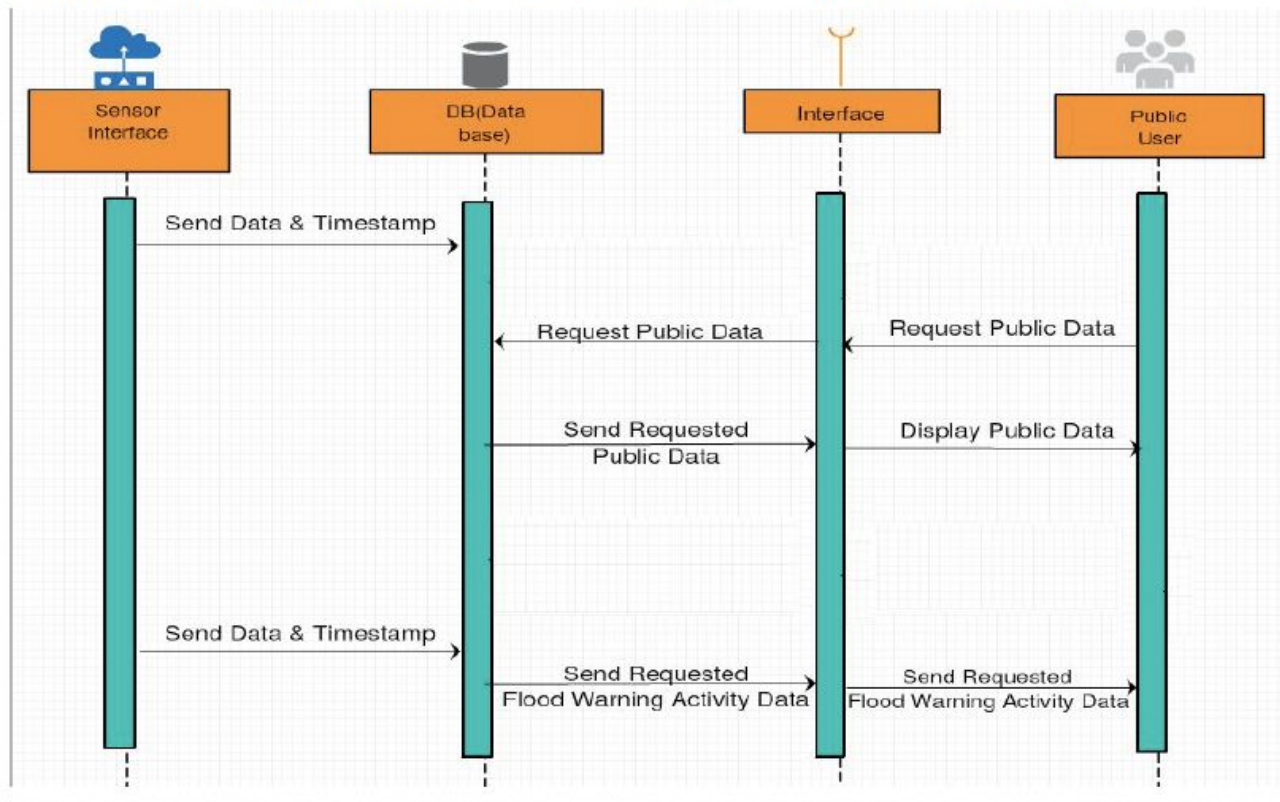 Sensor
Interface
DB(Data
base)
Interface
Public
User
Send Data & Timestamp
Request Public Data
Request Public Data
Send Requested
Public Data
Display Public Data
Send Data & Timestamp
Send Requested
Flood Warning Activity Data
Send Requested
Flood Warning Activity Data